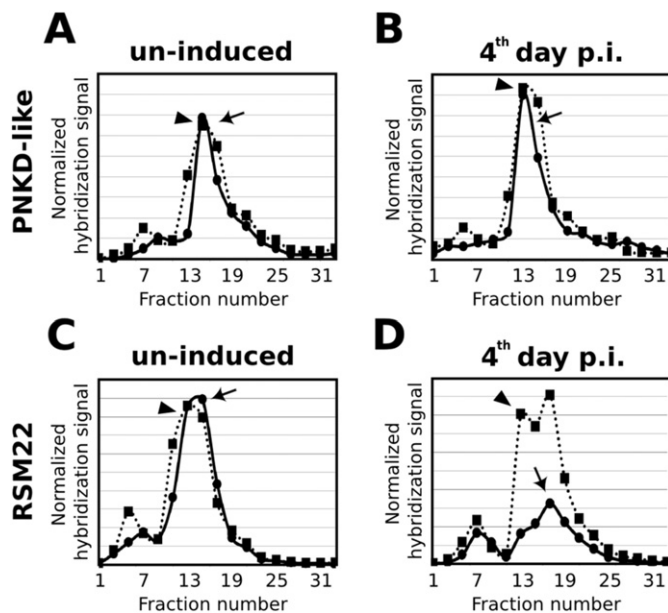 A
B
un-induced
4th day p.i.
PNKD-like
Normalized
hybridization signal
Normalized
hybridization signal
1 7 13 19 25 31
1 7 13 19 25 31
Fraction number
Fraction number
C
D
un-induced
4th day p.i.
RSM22
Normalized
hybridization signal
Normalized
hybridization signal
1 7 13 19 25 31
1 7 13 19 25 31
Fraction number
Fraction number